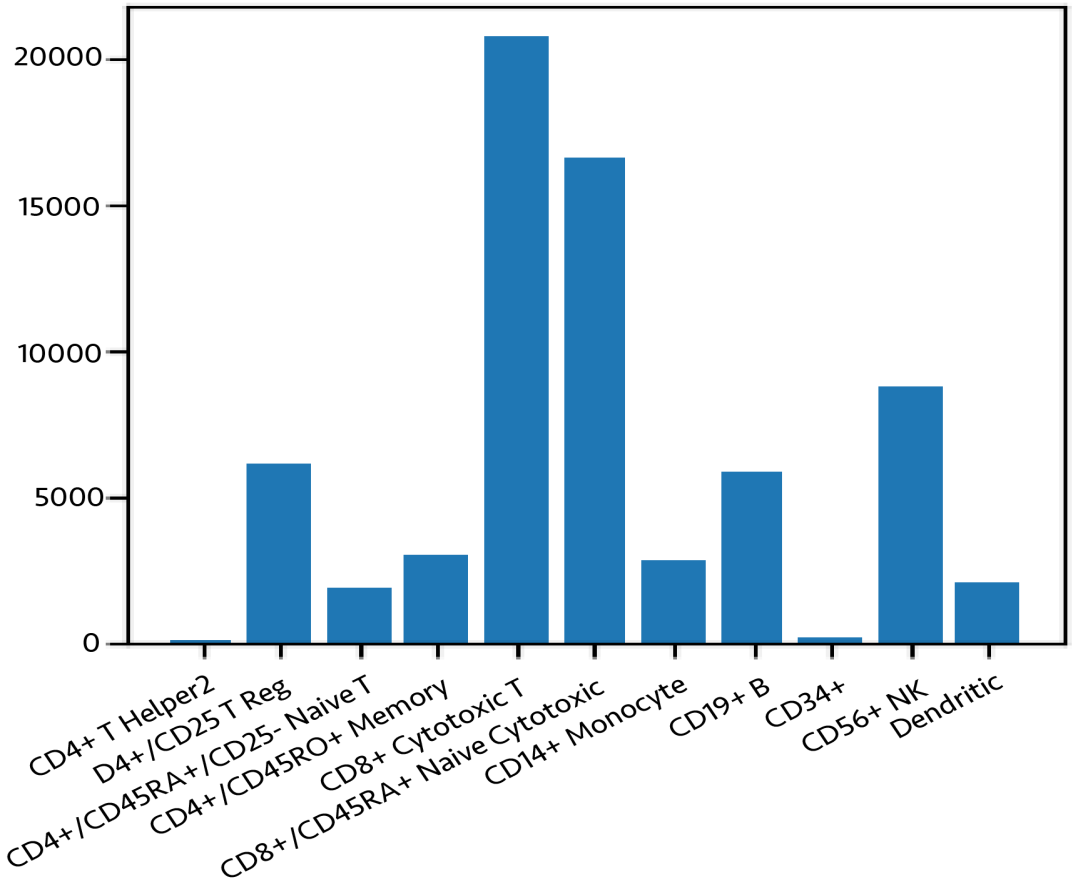 20000
15000
10000
5000
0
CD4+ T Helper2
D4+/CD25 T Reg
CD4+/CD45RA+/CD25- Naive T
CD4+/CD45RO+ Memory
CD8+ Cytotoxic T
CD8+/CD45RA+ Naive Cytotoxic
CD14+ Monocyte
CD19+ B
CD34+
CD56+ NK
Dendritic